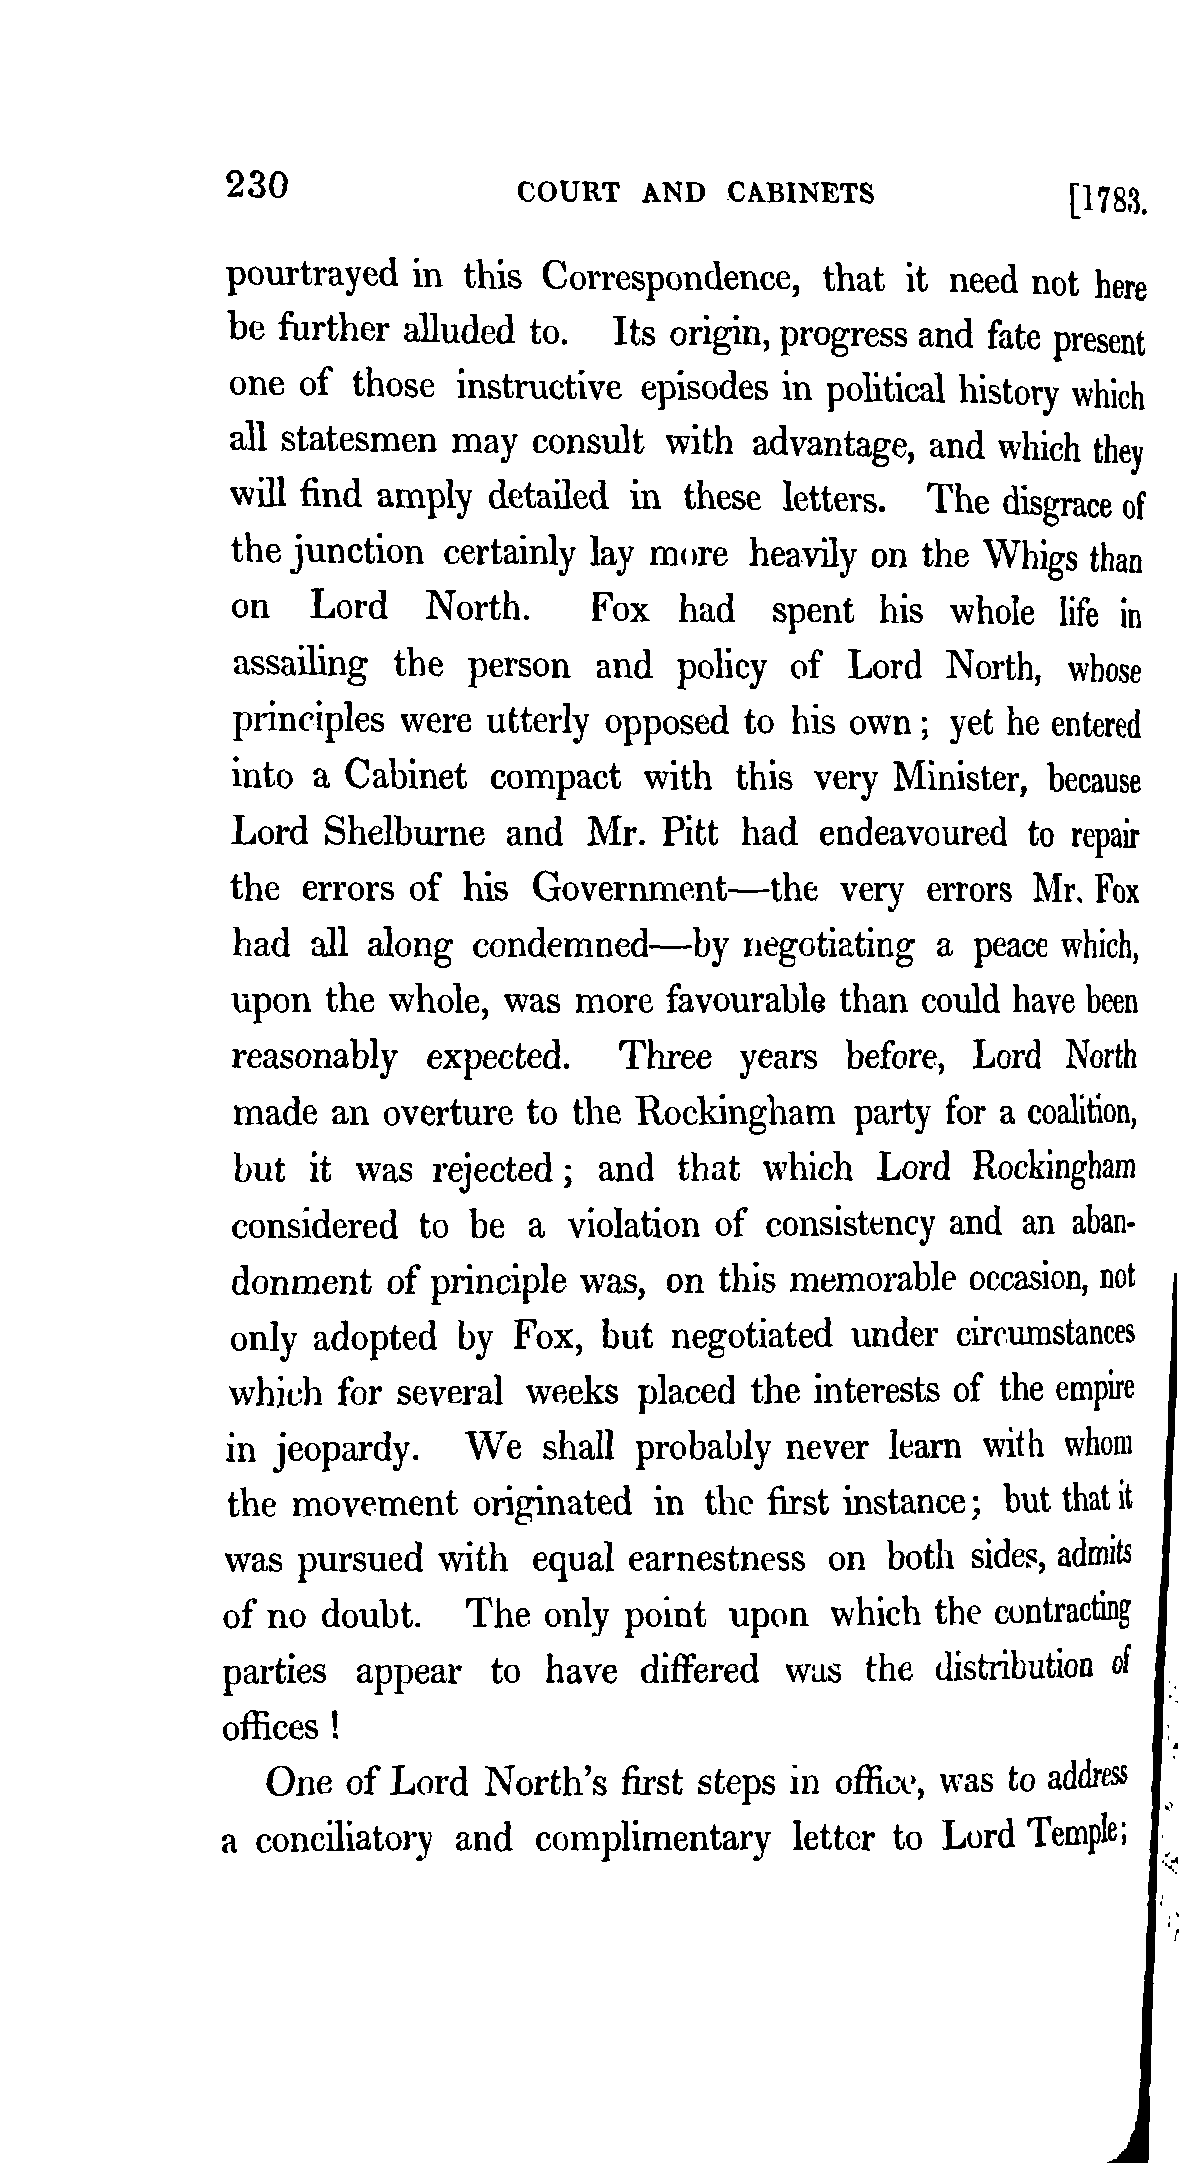 230 COURT AND CABINETS [1783.
pourtrayed in this Correspondence, that it need not here
be further alluded to. Its origin, progress and fate present
one of those instructive episodes in political history which
all statesmen may consult with advantage, and which they
will find amply detailed in these letters. The disgrace of
the junction certainly lay more heavily on the Whigs than
on Lord North. Fox had spent his whole life in
assailing the person and policy of Lord North, whose
principles were utterly opposed to his own; yet he entered
into a Cabinet compact with this very Minister, because
Lord Shelburne and Mr. Pitt had endeavoured to repair
the errors of his Government—the very errors Mr. Fox
had all along condemned—by negotiating a peace which,
upon the whole, was more favourable than could have been
reasonably expected. Three years before, Lord North
made an overture to the Rockingham party for a coalition,
but it was rejected; and that which Lord Rockingham
considered to be a violation of consistency and an aban-
donment of principle was, on this memorable occasion, not
only adopted by Fox, but negotiated under circumstances
which for several weeks placed the interests of the empire
in jeopardy. We shall probably never learn with whom
the movement originated in the first instance; but that it
was pursued with equal earnestness on both sides, admits
of no doubt. The only point upon which the contracting
parties appear to have differed was the distribution of
offices!
One of Lord North's first steps in office, was to address
a conciliatory and complimentary letter to Lord Temple;